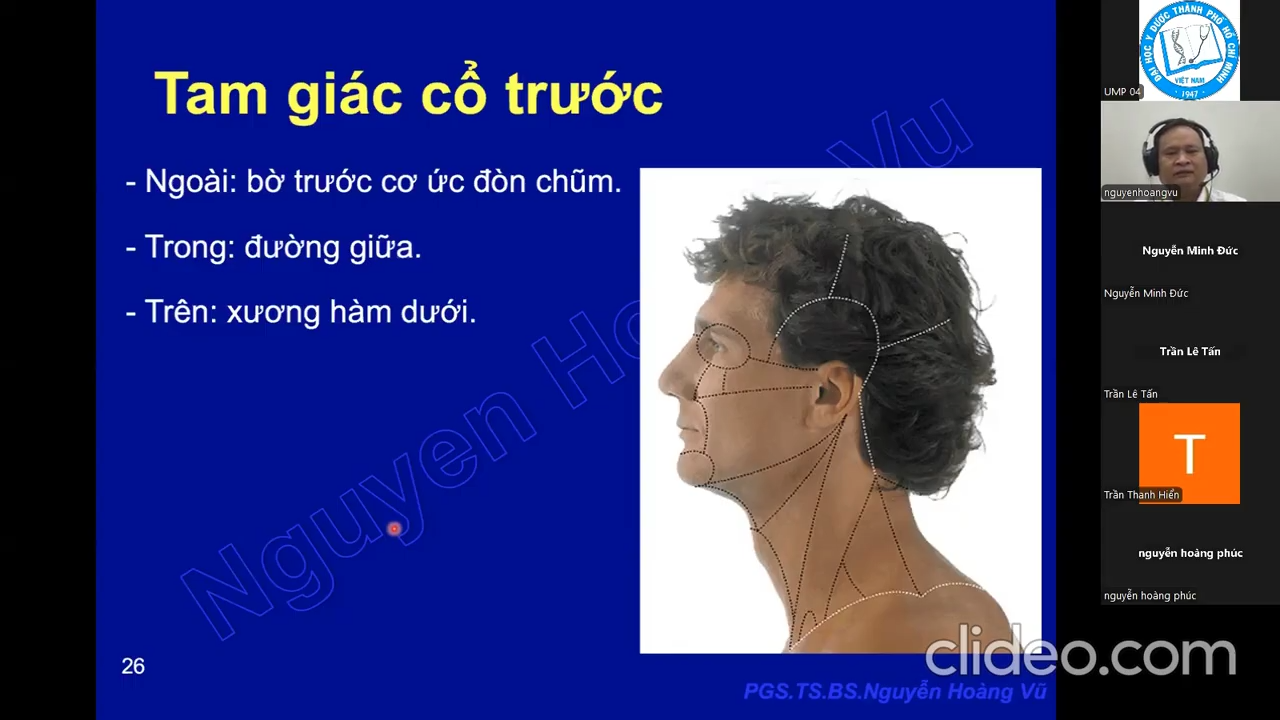 Tam giác cổ trước
- Ngoài: bờ trước cơ ức đòn chũm.
- Trong: đường giữa.
- Trên: xương hàm dưới.
Nguyen Ho Vu
26
PGS.TS.BS.Nguyễn Hoàng Vũ
clideo.com
ĐẠI HỌC Y DƯỢC THÀNH PHỐ HỒ CHÍ MINH
VIỆT NAM
1947
UMP 04
nguyenhoangvu
Nguyễn Minh Đức
Nguyễn Minh Đức
Trần Lê Tấn
Trần Lê Tấn
T
Trần Thanh Hiển
nguyễn hoàng phúc
nguyễn hoàng phúc